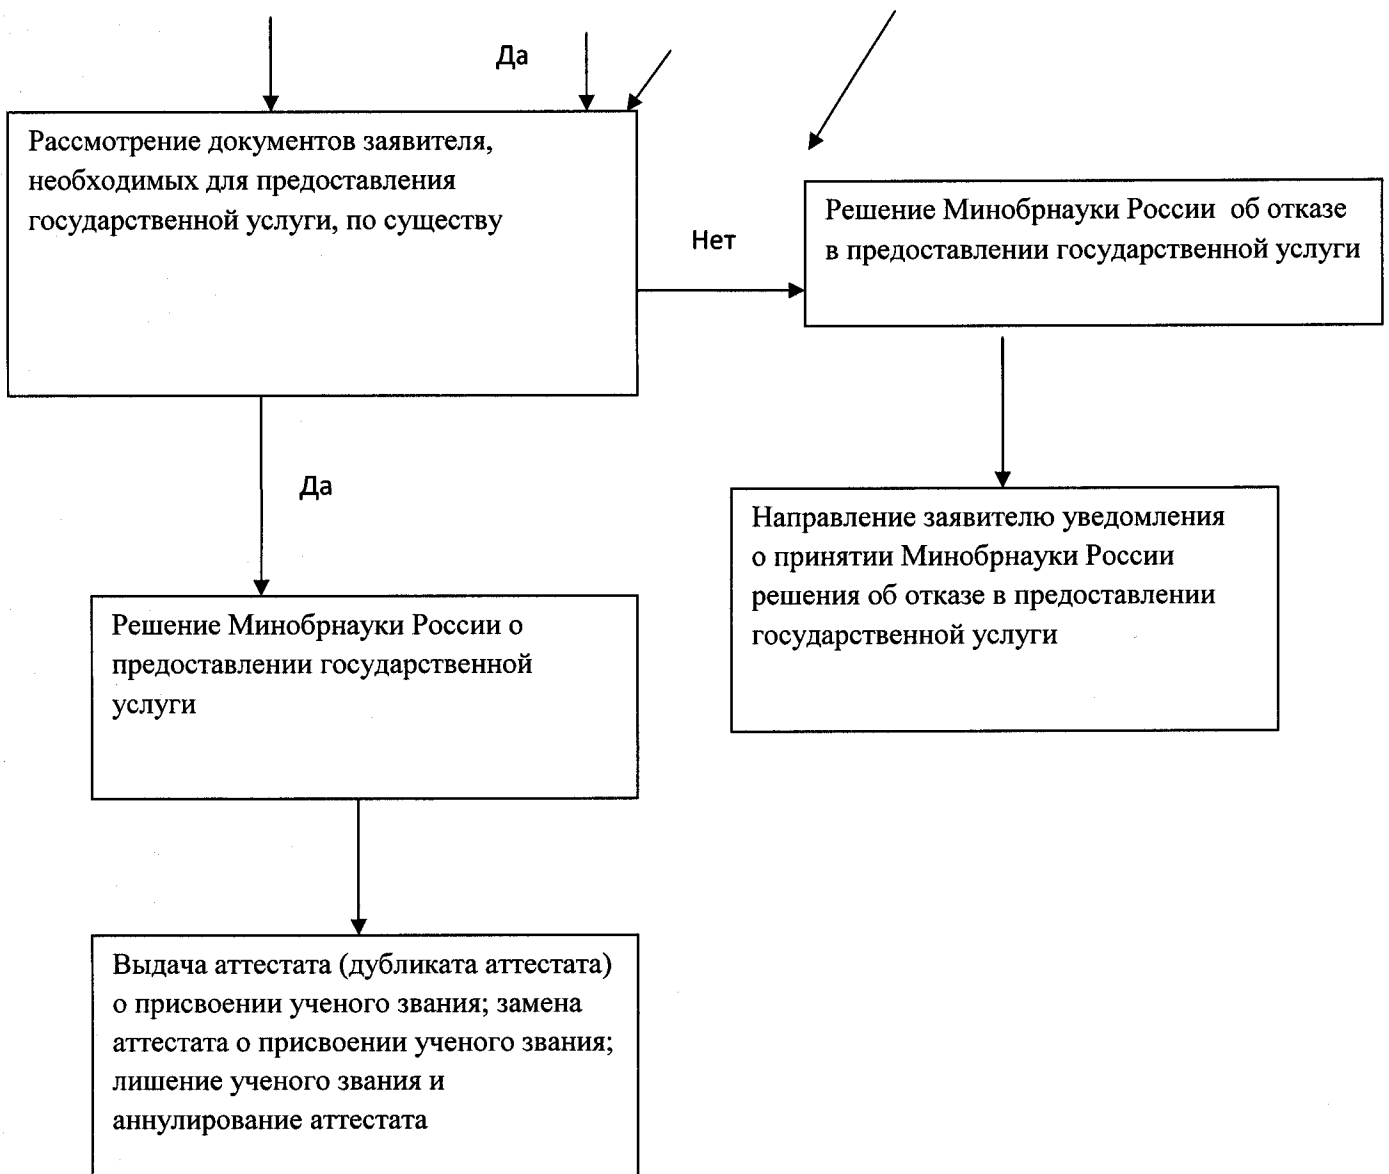 Да
Рассмотрение документов заявителя,
необходимых для предоставления
государственной услуги, по существу
Нет
Решение Минобрнауки России об отказе
в предоставлении государственной услуги
Да
Направление заявителю уведомления
о принятии Минобрнауки России
решения об отказе в предоставлении
государственной услуги
Решение Минобрнауки России о
предоставлении государственной
услуги
Выдача аттестата (дубликата аттестата)
о присвоении ученого звания; замена
аттестата о присвоении ученого звания;
лишение ученого звания и
аннулирование аттестата